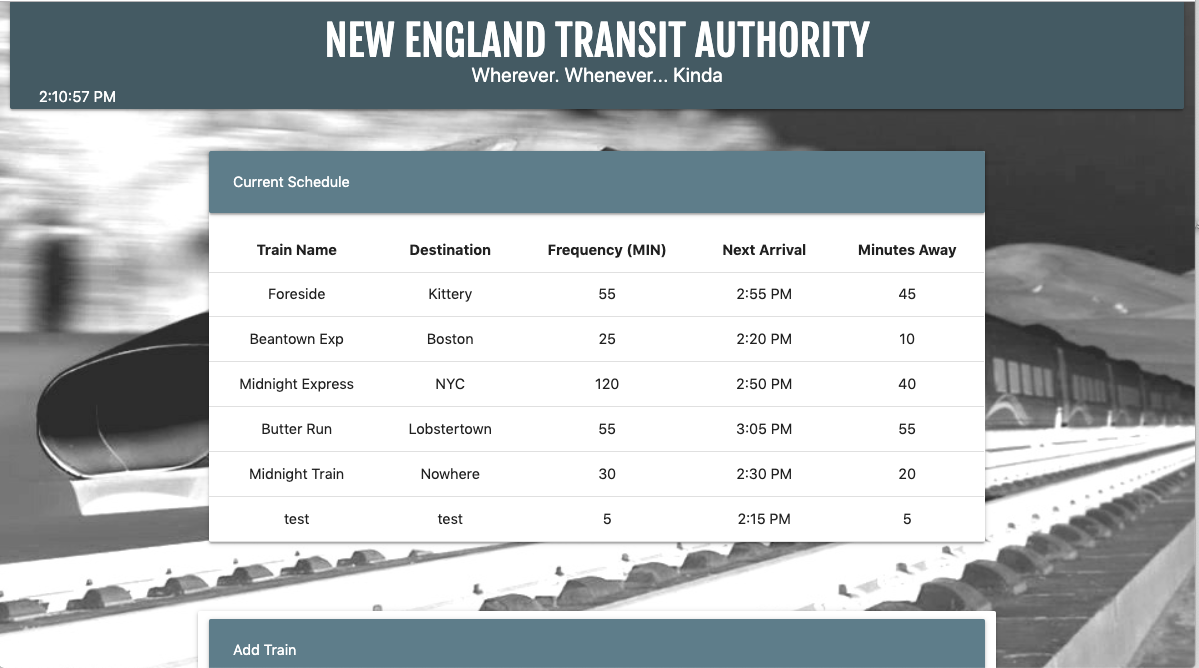 NEW ENGLAND TRANSIT AUTHORITY
Wherever. Whenever... Kinda
2:10:57 PM
Current Schedule
Train Name Destination Frequency (MIN) Next Arrival Minutes Away
Foreside Kittery 55 2:55 PM 45
Beantown Exp Boston 25 2:20 PM 10
Midnight Express NYC 120 2:50 PM 40
Butter Run Lobstertown 55 3:05 PM 55
Midnight Train Nowhere 30 2:30 PM 20
test test 5 2:15 PM 5
Add Train